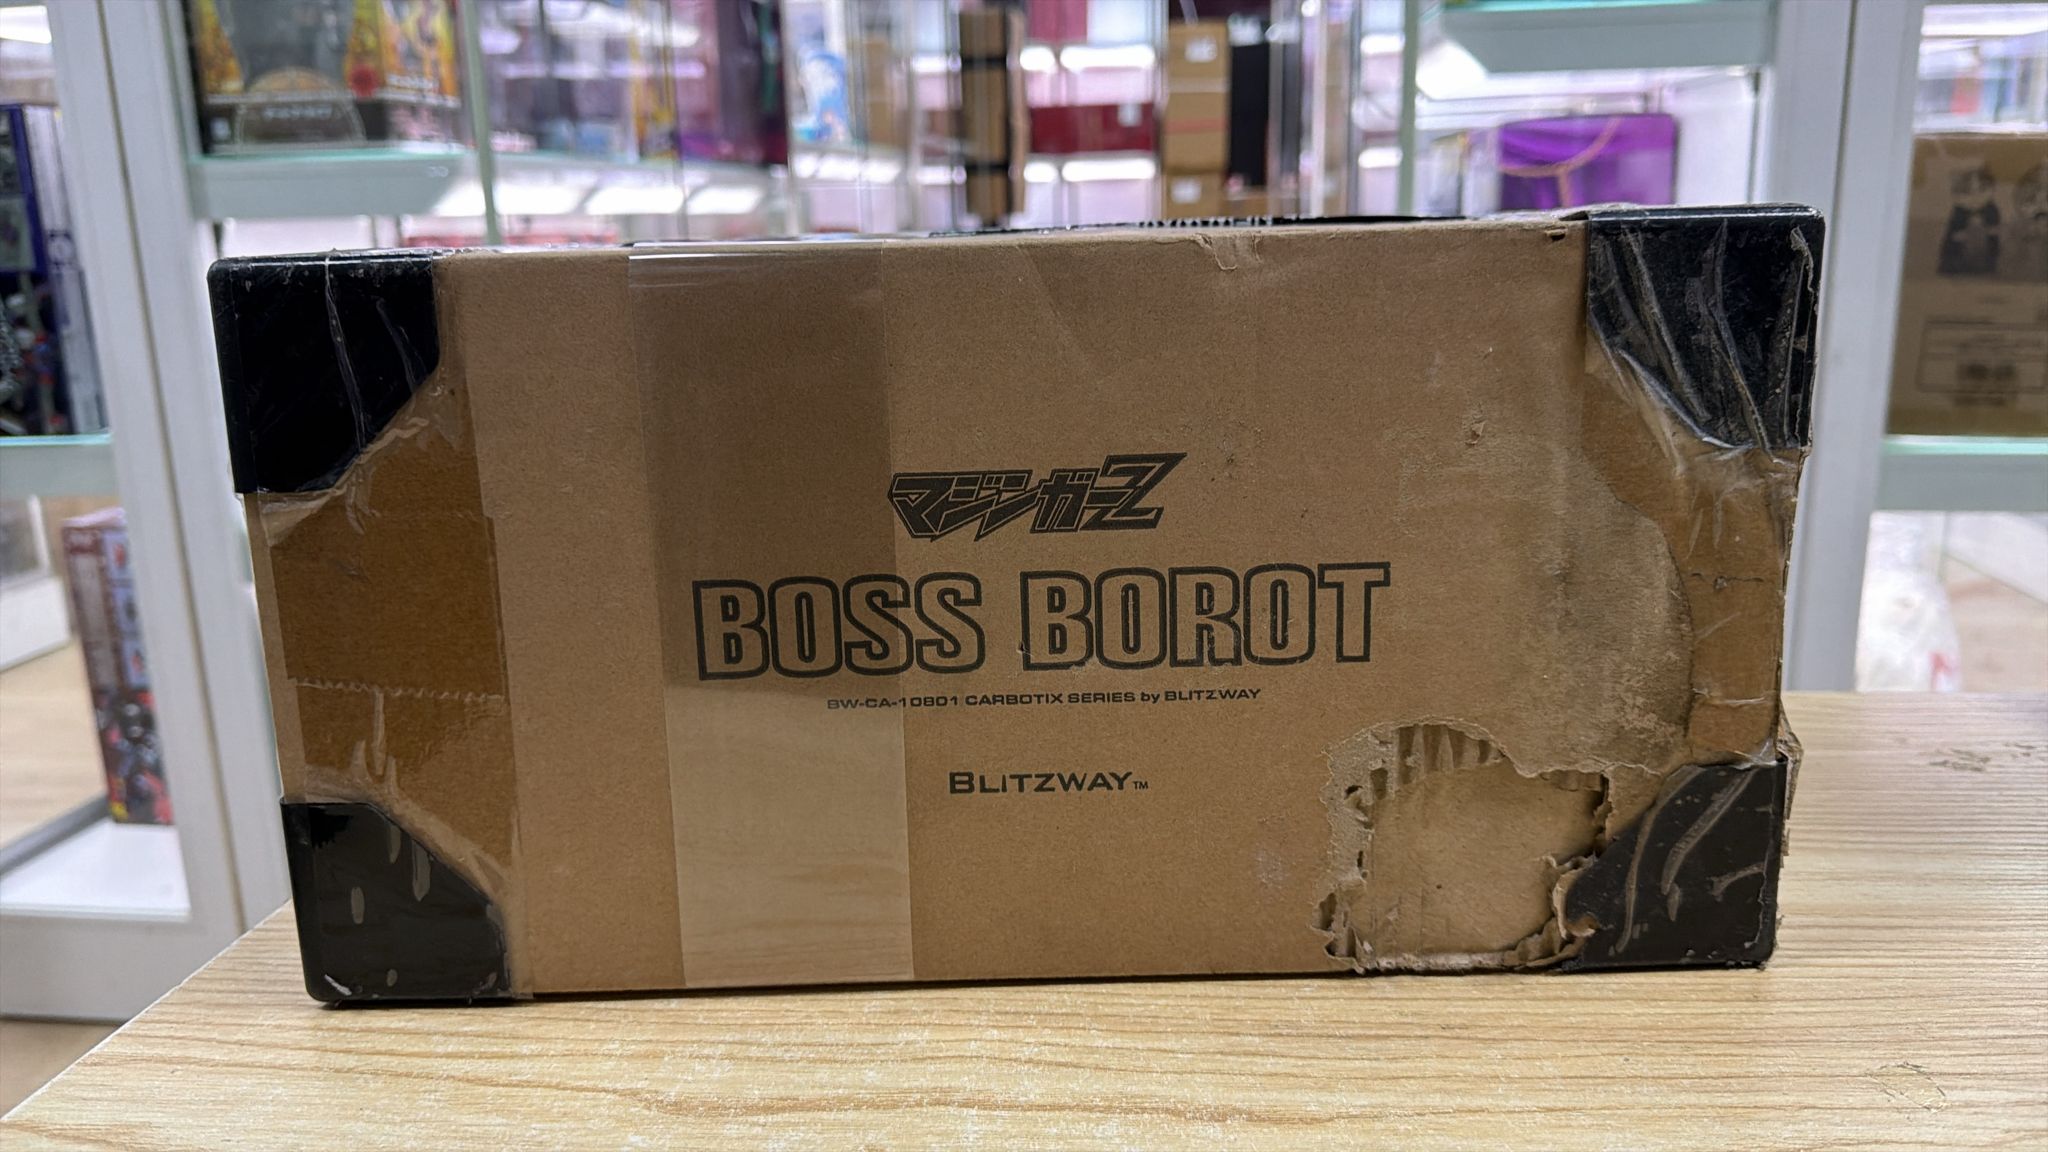 マジンガーZ
BOSS BOROT
BW-CA-10801 CARBOTIX SERIES by BLITZWAY
BLITZWAY™